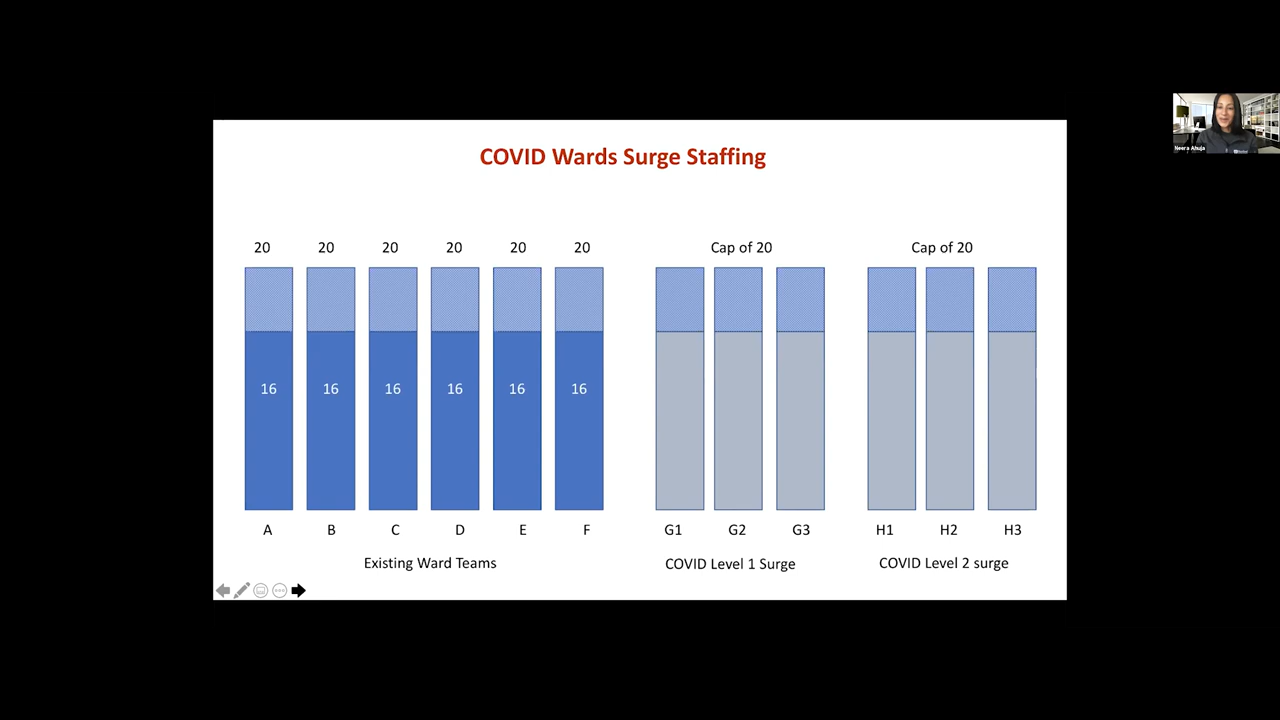 COVID Wards Surge Staffing
20 20 20 20 20 20 Cap of 20 Cap of 20
16 16 16 16 16 16
A B C D E F G1 G2 G3 H1 H2 H3
Existing Ward Teams COVID Level 1 Surge COVID Level 2 surge
Neera Ahuja